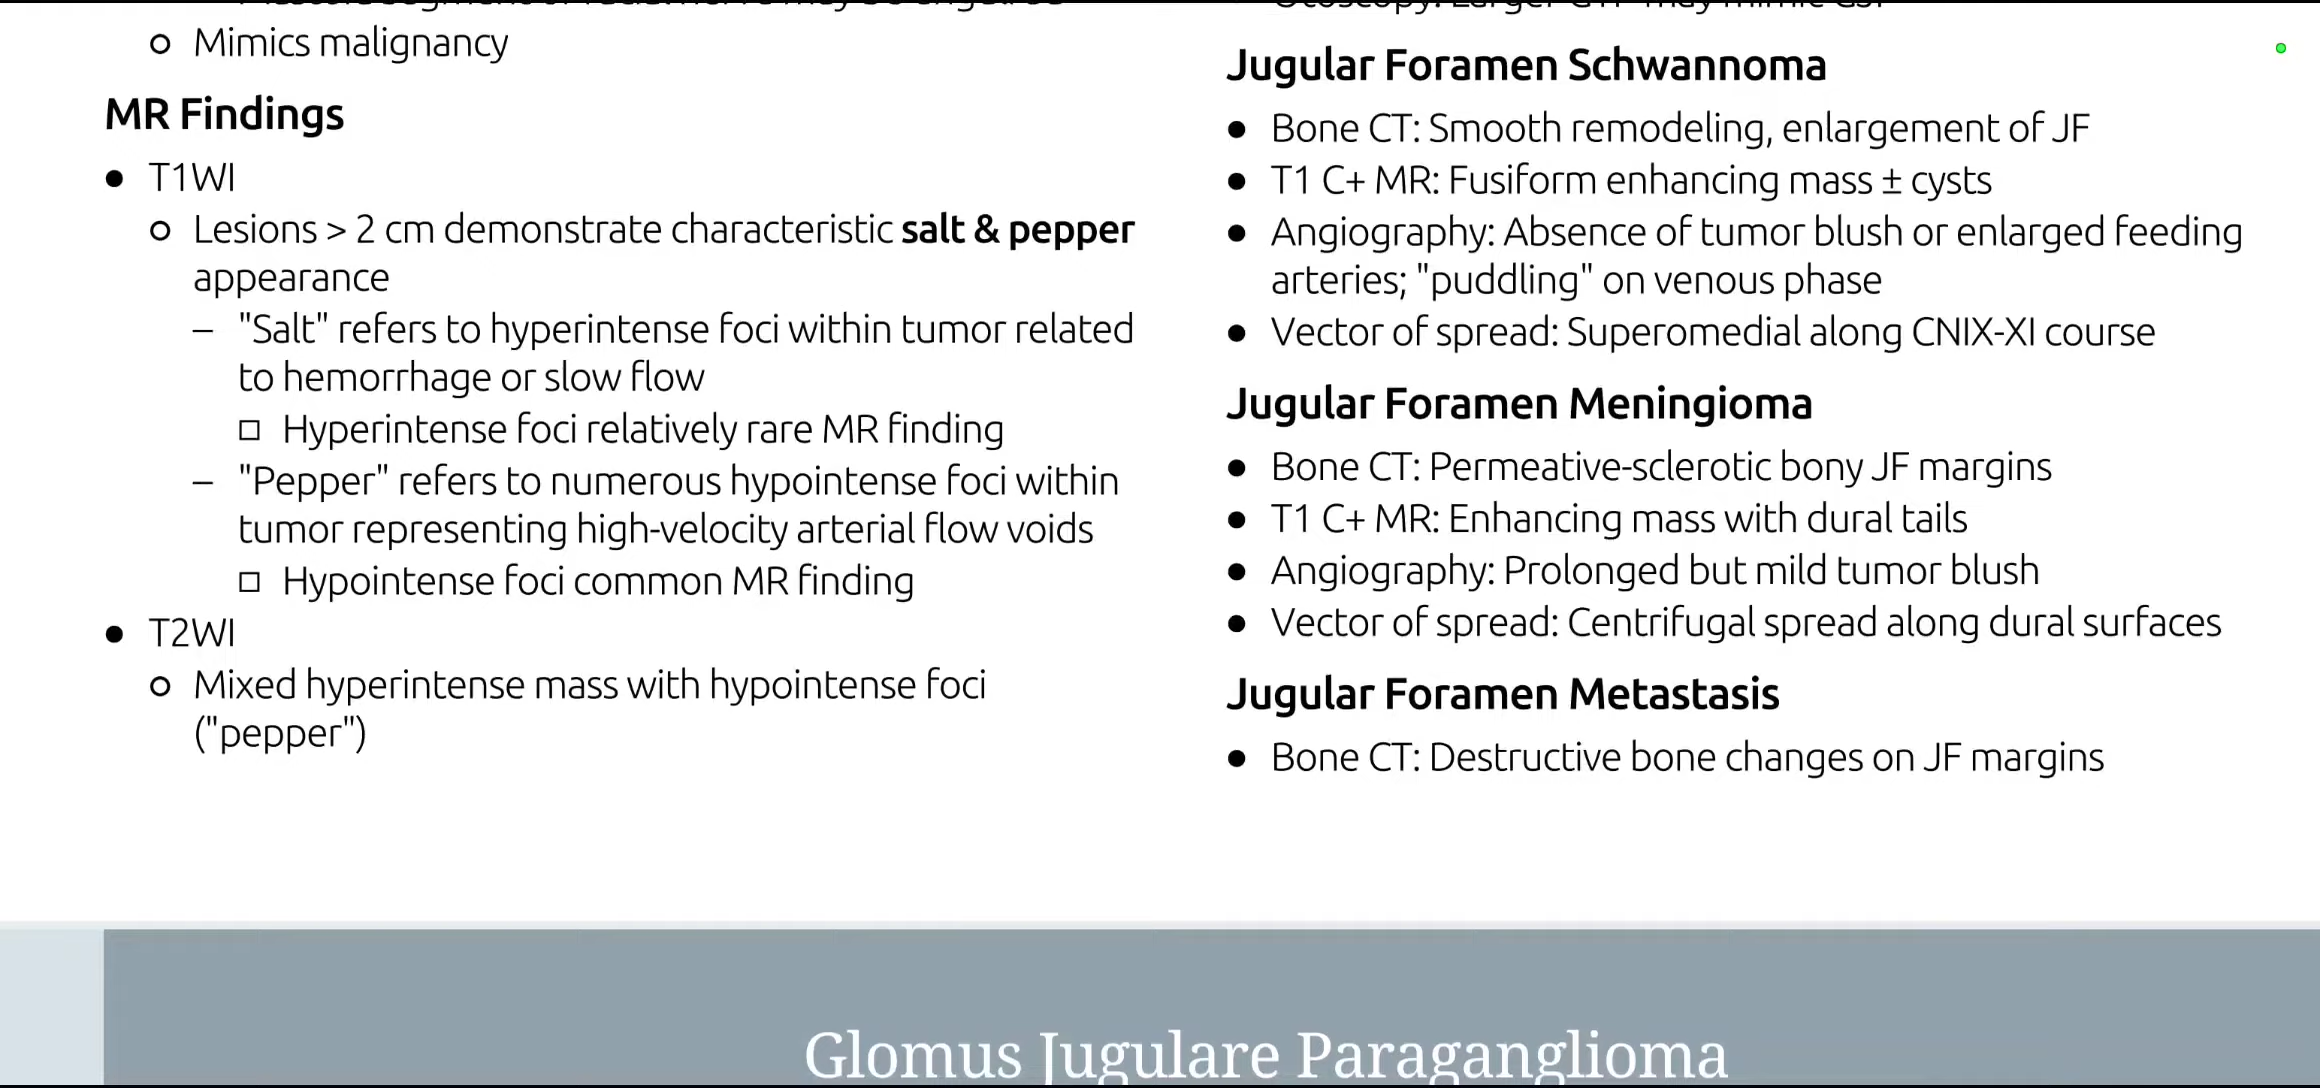 Mimics malignancy
MR Findings
T1WI
Lesions > 2 cm demonstrate characteristic salt & pepper
appearance
– "Salt" refers to hyperintense foci within tumor related
to hemorrhage or slow flow
Hyperintense foci relatively rare MR finding
– "Pepper" refers to numerous hypointense foci within
tumor representing high-velocity arterial flow voids
Hypointense foci common MR finding
T2WI
Mixed hyperintense mass with hypointense foci
("pepper")
Jugular Foramen Schwannoma
Bone CT: Smooth remodeling, enlargement of JF
T1 C+ MR: Fusiform enhancing mass ± cysts
Angiography: Absence of tumor blush or enlarged feeding
arteries; "puddling" on venous phase
Vector of spread: Superomedial along CNIX-XI course
Jugular Foramen Meningioma
Bone CT: Permeative-sclerotic bony JF margins
T1 C+ MR: Enhancing mass with dural tails
Angiography: Prolonged but mild tumor blush
Vector of spread: Centrifugal spread along dural surfaces
Jugular Foramen Metastasis
Bone CT: Destructive bone changes on JF margins
Glomus Jugulare Paraganglioma